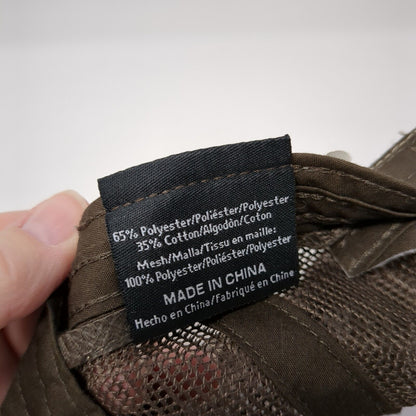 65% Polyester/Poliéster/Polyester
35% Cotton/Algodón/Coton
Mesh/Malla/Tissu en maille:
100% Polyester/Poliéster/Polyester
MADE IN CHINA
Hecho en China/Fabriqué en Chine